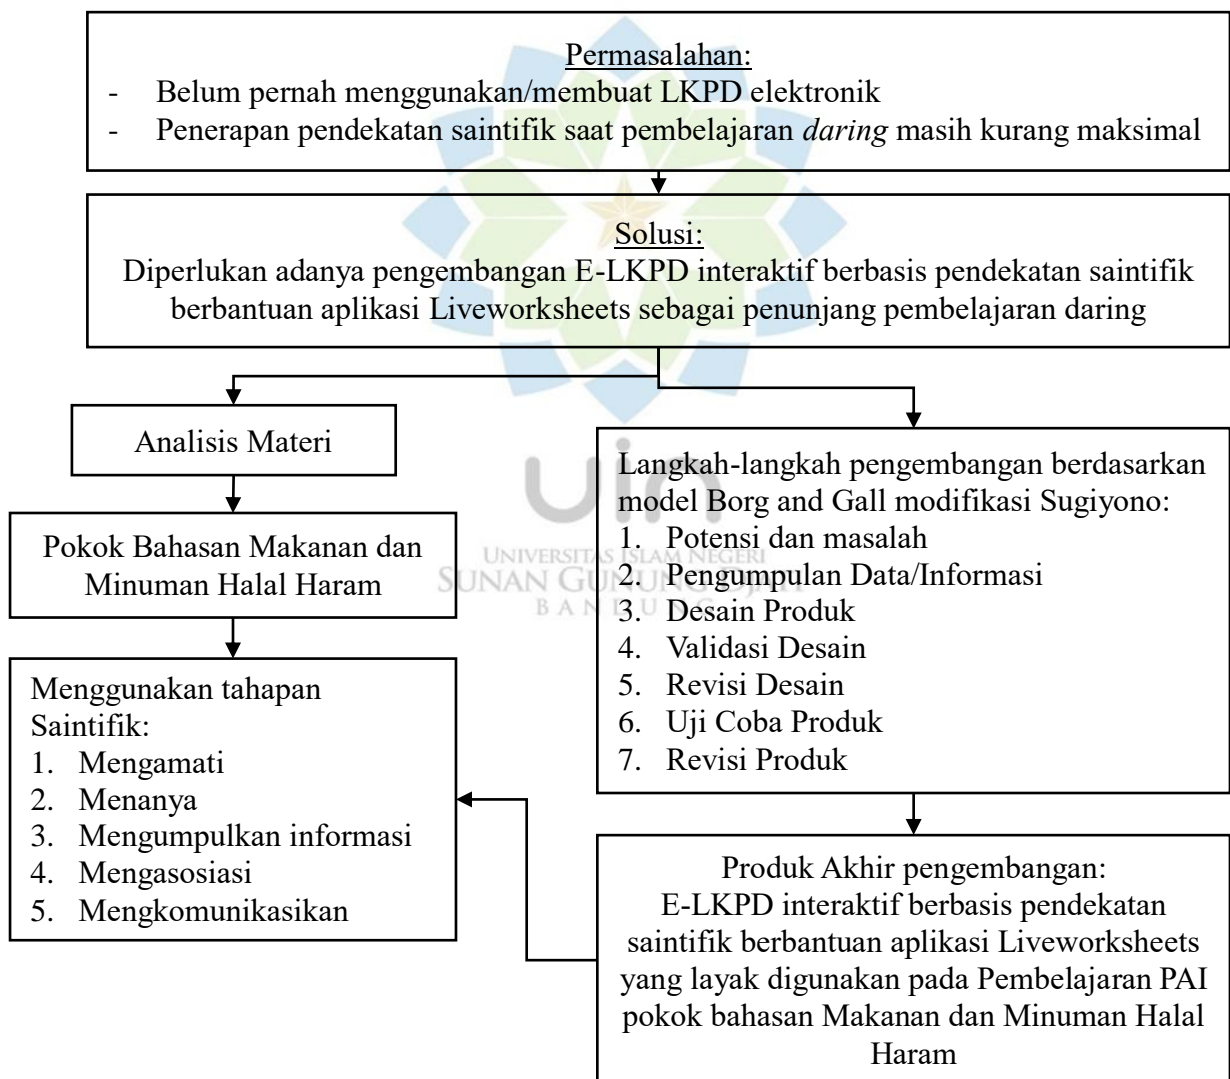 Permasalahan:
- Belum pernah menggunakan/membuat LKPD elektronik
- Penerapan pendekatan saintifik saat pembelajaran daring masih kurang maksimal
Solusi:
Diperlukan adanya pengembangan E-LKPD interaktif berbasis pendekatan saintifik
berbantuan aplikasi Liveworksheets sebagai penunjang pembelajaran daring
Analisis Materi
Pokok Bahasan Makanan dan
Minuman Halal Haram
Menggunakan tahapan
Saintifik:
1. Mengamati
2. Menanya
3. Mengumpulkan informasi
4. Mengasosiasi
5. Mengkomunikasikan
Langkah-langkah pengembangan berdasarkan
model Borg and Gall modifikasi Sugiyono:
1. Potensi dan masalah
2. Pengumpulan Data/Informasi
3. Desain Produk
4. Validasi Desain
5. Revisi Desain
6. Uji Coba Produk
7. Revisi Produk
Produk Akhir pengembangan:
E-LKPD interaktif berbasis pendekatan
saintifik berbantuan aplikasi Liveworksheets
yang layak digunakan pada Pembelajaran PAI
pokok bahasan Makanan dan Minuman Halal
Haram
uin
UNIVERSITAS ISLAM NEGERI
SUNAN GUNUNG DJATI
BANDUNG